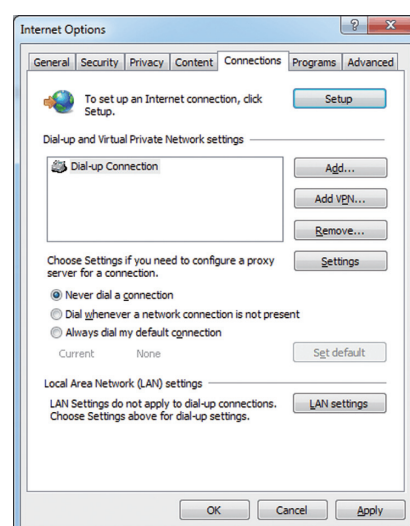 Internet Options
?
X
General Security Privacy Content Connections Programs Advanced
To set up an Internet connection, click
Setup.
Setup
Dial-up and Virtual Private Network settings
Dial-up Connection
Add...
Add VPN...
Remove...
Choose Settings if you need to configure a proxy
server for a connection.
Settings
Never dial a connection
Dial whenever a network connection is not present
Always dial my default connection
Current None
Set default
Local Area Network (LAN) settings
LAN Settings do not apply to dial-up connections.
Choose Settings above for dial-up settings.
LAN settings
OK Cancel Apply